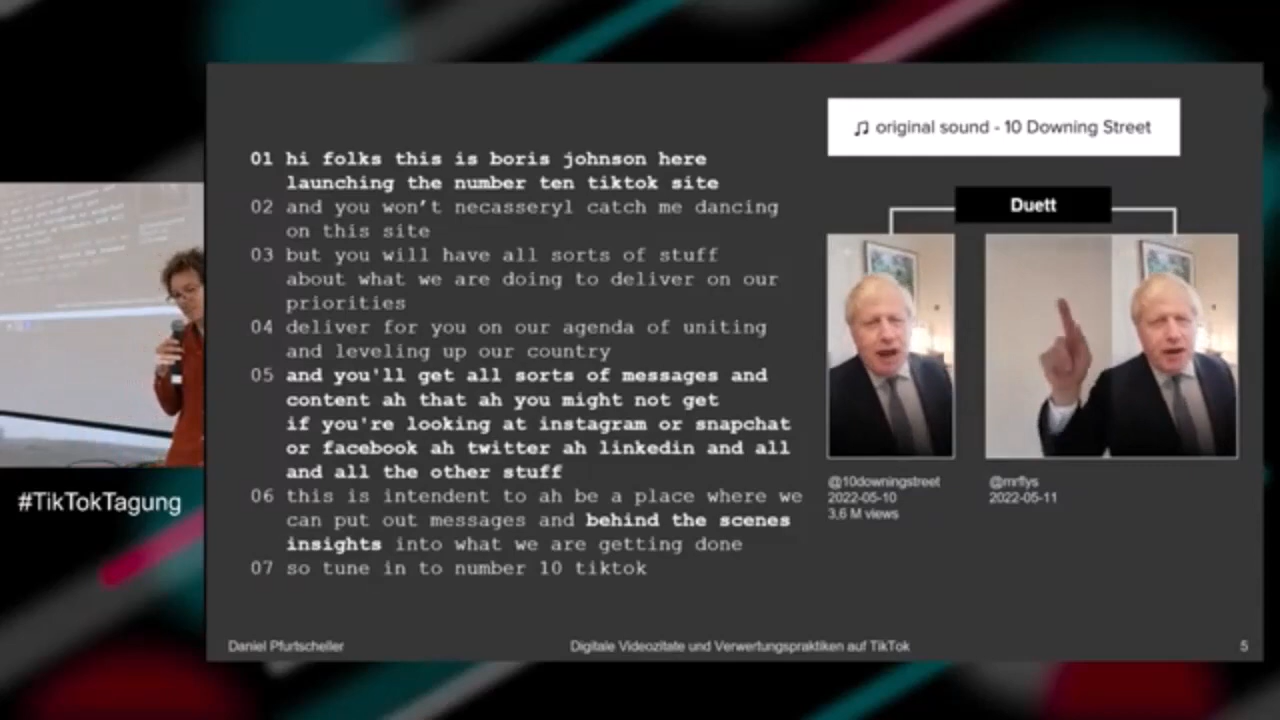 #TikTokTagung
01 hi folks this is boris johnson here
launching the number ten tiktok site
02 and you won't necasseryl catch me dancing
on this site
03 but you will have all sorts of stuff
about what we are doing to deliver on our
priorities
04 deliver for you on our agenda of uniting
and leveling up our country
05 and you'll get all sorts of messages and
content ah that ah you might not get
if you're looking at instagram or snapchat
or facebook ah twitter ah linkedin and all
and all the other stuff
06 this is intendent to ah be a place where we
can put out messages and behind the scenes
insights into what we are getting done
07 so tune in to number 10 tiktok
♫ original sound - 10 Downing Street
Duett
@10downingstreet
2022-05-10
3,6 M views
@mrflys
2022-05-11
Daniel Pfurtscheller
Digitale Videozitate und Verwertungspraktiken auf TikTok
5